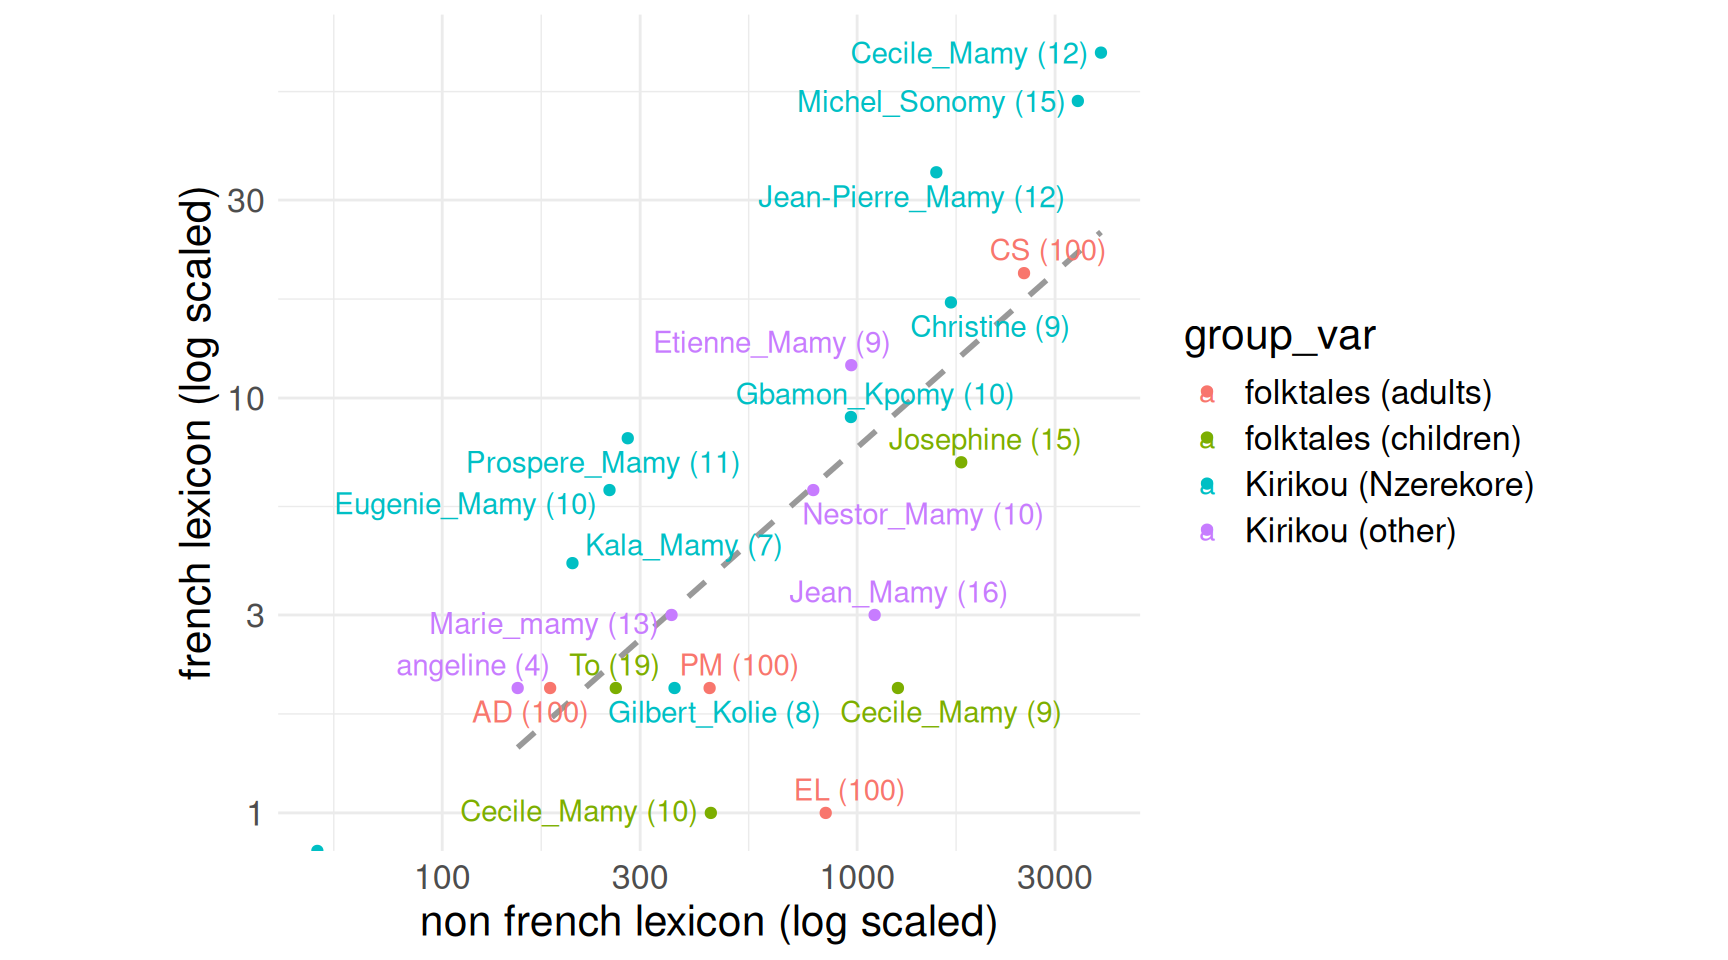 Cecile_Mamy (12)
Michel_Sonomy (15)
Jean-Pierre_Mamy (12)
CS (100)
Christine (9)
Etienne_Mamy (9)
Gbamon_Kpomy (10)
Josephine (15)
Prospere_Mamy (11)
Eugenie_Mamy (10)
Nestor_Mamy (10)
Kala_Mamy (7)
Jean_Mamy (16)
Marie_mamy (13)
angeline (4)
To (19)
PM (100)
AD (100)
Gilbert_Kolie (8)
Cecile_Mamy (9)
EL (100)
Cecile_Mamy (10)
30
10
3
1
french lexicon (log scaled)
100 300 1000 3000
non french lexicon (log scaled)
group_var
a folktales (adults)
a folktales (children)
a Kirikou (Nzerekore)
a Kirikou (other)